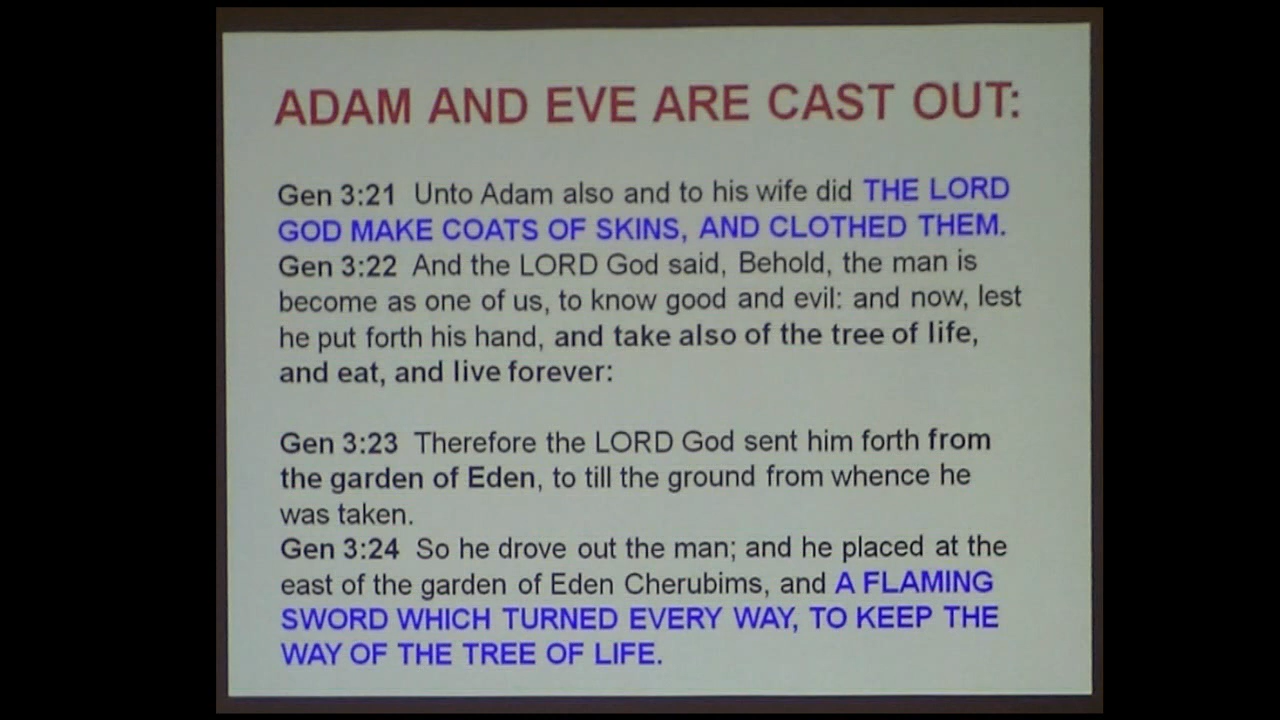 ADAM AND EVE ARE CAST OUT:
Gen 3:21 Unto Adam also and to his wife did THE LORD
GOD MAKE COATS OF SKINS, AND CLOTHED THEM.
Gen 3:22 And the LORD God said, Behold, the man is
become as one of us, to know good and evil: and now, lest
he put forth his hand, and take also of the tree of life,
and eat, and live forever:
Gen 3:23 Therefore the LORD God sent him forth from
the garden of Eden, to till the ground from whence he
was taken.
Gen 3:24 So he drove out the man; and he placed at the
east of the garden of Eden Cherubims, and A FLAMING
SWORD WHICH TURNED EVERY WAY, TO KEEP THE
WAY OF THE TREE OF LIFE.